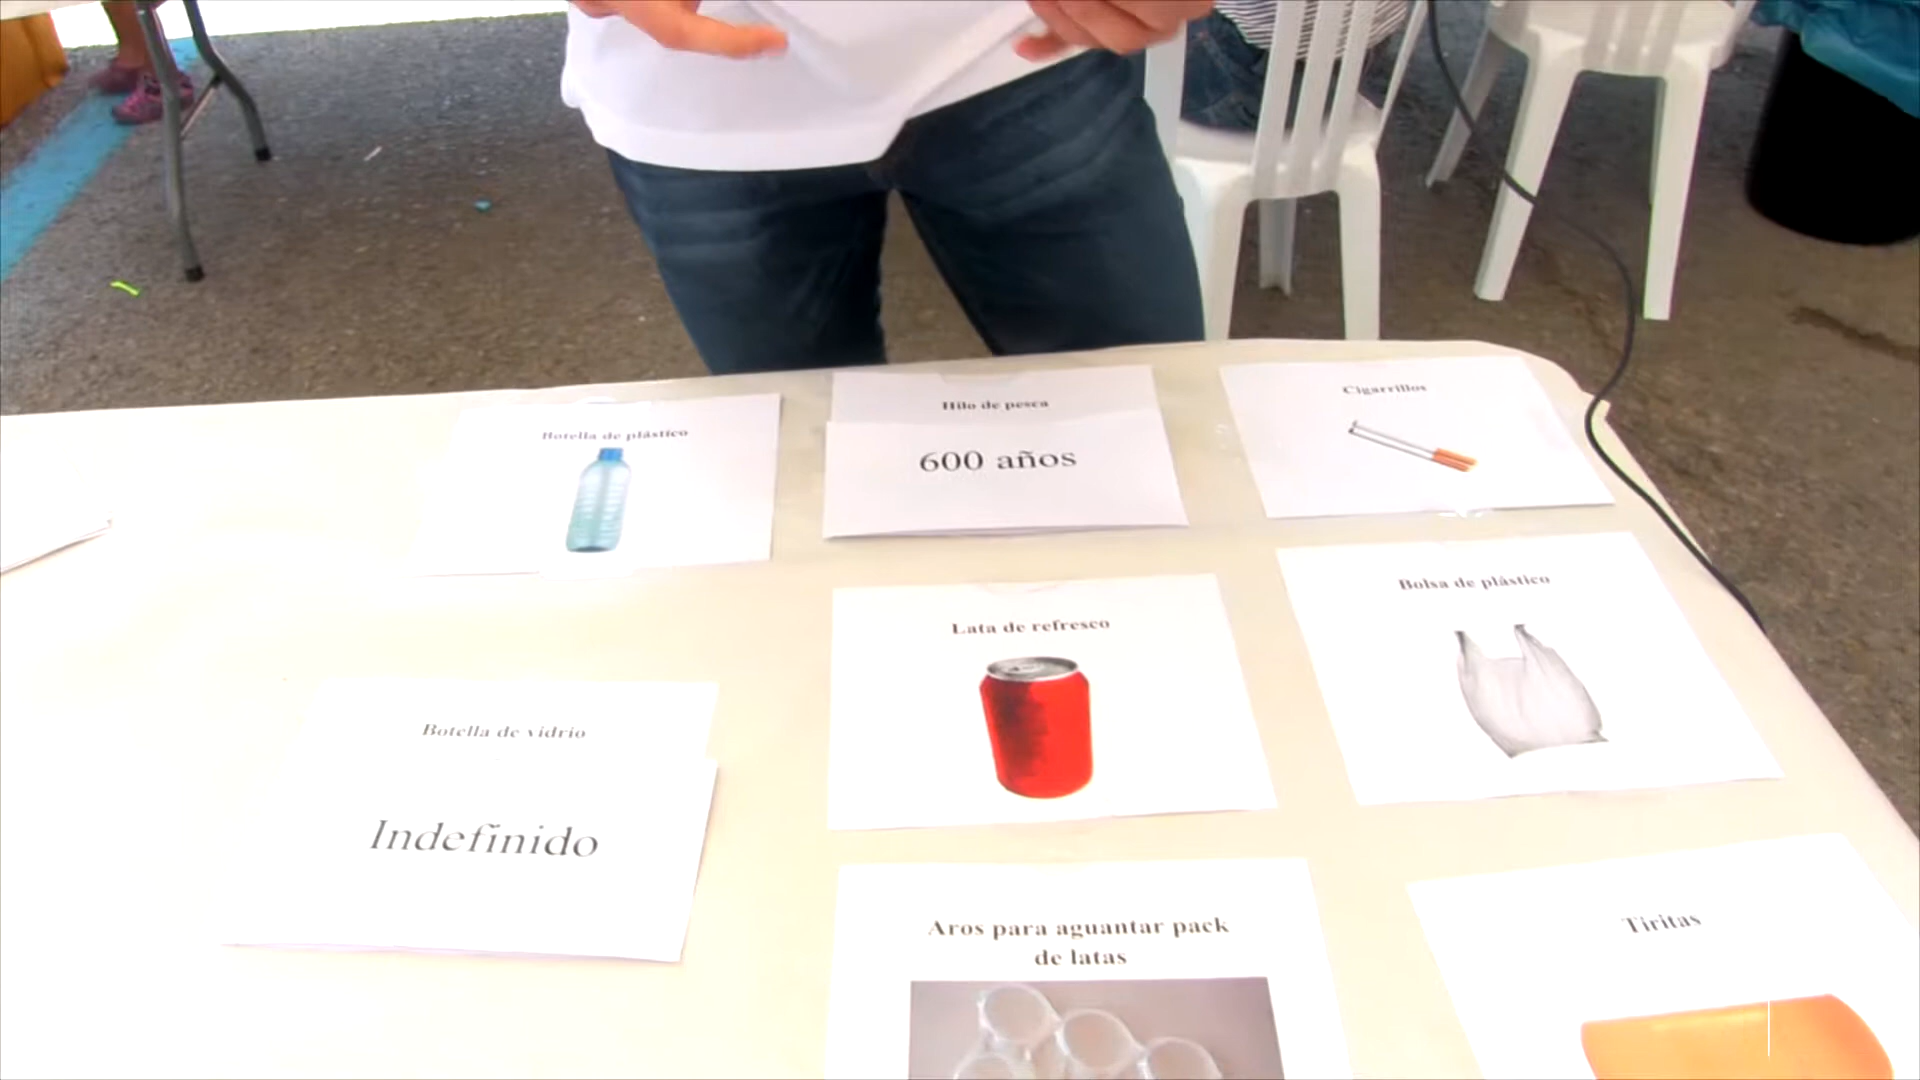 Botella de plástico
Hilo de pesca
600 años
Cigarrillos
Lata de refresco
Bolsa de plástico
Botella de vidrio
Indefinido
Aros para aguantar pack
de latas
Tiritas